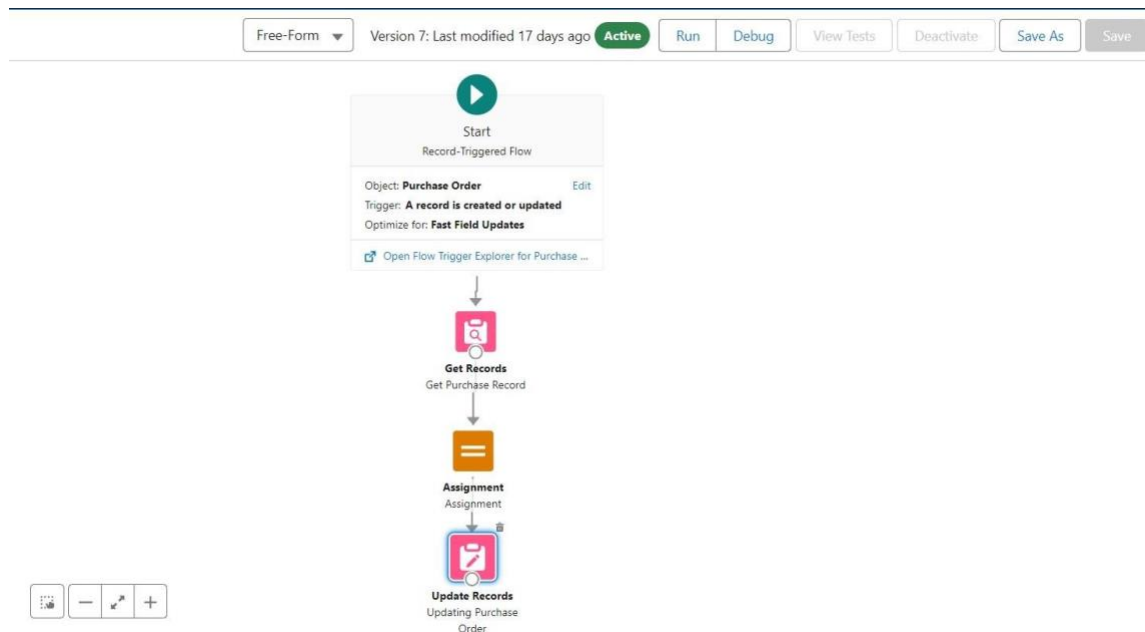 Free-Form
Version 7: Last modified 17 days ago
Active
Run
Debug
View Tests
Deactivate
Save As
Save
Start
Record-Triggered Flow
Object: Purchase Order
Edit
Trigger: A record is created or updated
Optimize for: Fast Field Updates
Open Flow Trigger Explorer for Purchase ...
Get Records
Get Purchase Record
Assignment
Assignment
Update Records
Updating Purchase
Order